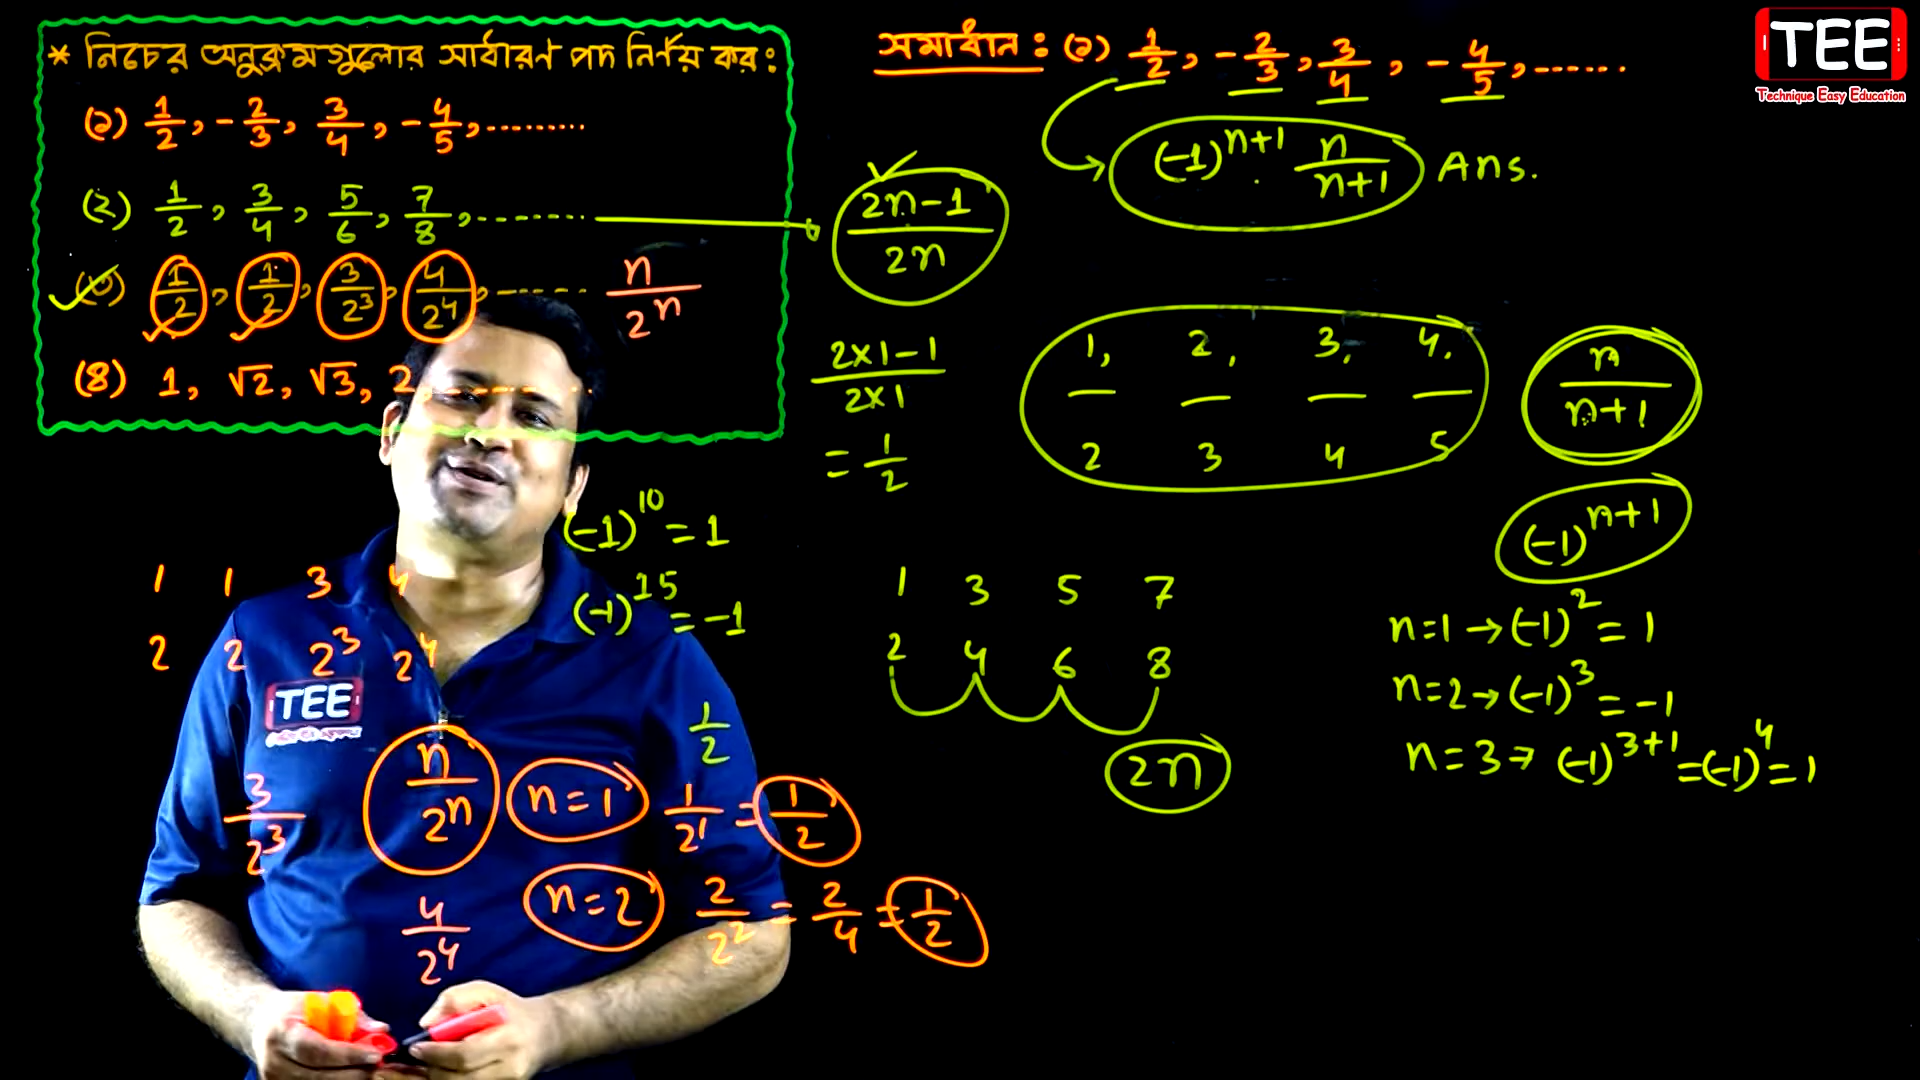 * নিচের অনুক্রমগুলোর সাধারণ পদ নির্ণয় কর:
(১) 1/2, -2/3, 3/4, -4/5, .........
(২) 1/2, 3/4, 5/6, 7/8, .........
(৩) 1/2, 1/2, 3/2³, 4/2⁴, ...... n/2ⁿ
(8) 1, √2, √3, 2, ......
সমাধান: (১) 1/2, -2/3, 3/4, -4/5, ......
(-1)ⁿ⁺¹ · n/n+1 Ans.
2n-1/2n
2×1-1/2×1
= 1/2
1, 2, 3, 4,
2 3 4 5
n/n+1
(-1)ⁿ⁺¹
n=1 → (-1)² = 1
n=2 → (-1)³ = -1
n=3 → (-1)³⁺¹ = (-1)⁴ = 1
(-1)¹⁰ = 1
(-1)¹⁵ = -1
1 3 5 7
2 4 6 8
2n
1 1 3 4
2 2 2³ 2⁴
1/2
3/2³
n/2ⁿ n=1 1/2¹ = 1/2
4/2⁴ n=2 2/2² = 2/4 = 1/2
TEE
Technique Easy Education
TEE